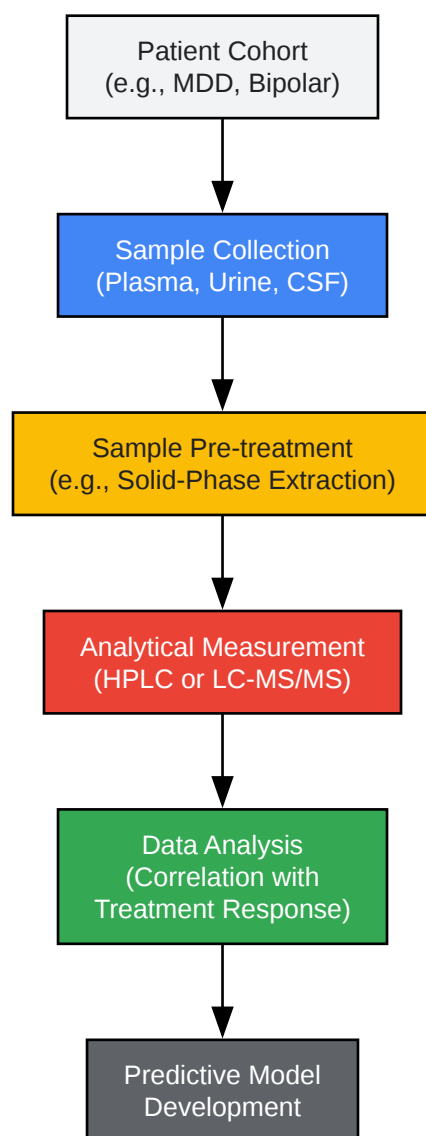 Patient Cohort
(e.g., MDD, Bipolar)
Sample Collection
(Plasma, Urine, CSF)
Sample Pre-treatment
(e.g., Solid-Phase Extraction)
Analytical Measurement
(HPLC or LC-MS/MS)
Data Analysis
(Correlation with
Treatment Response)
Predictive Model
Development